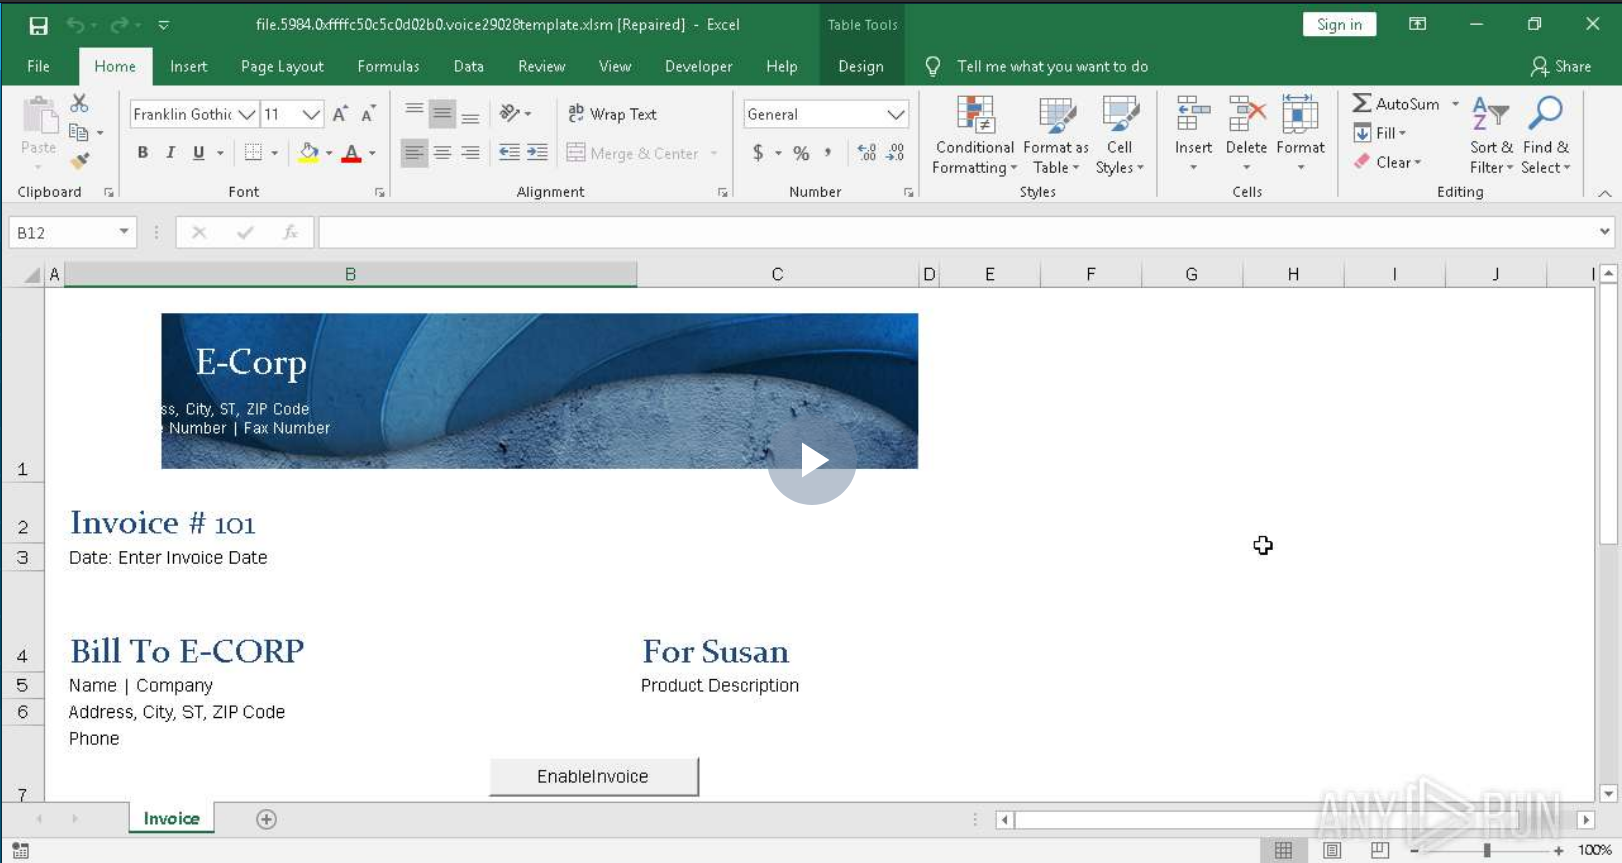 file.5984.0xffffc50c5c0d02b0.voice29028template.xlsm [Repaired] - Excel
Table Tools
Sign in
File Home Insert Page Layout Formulas Data Review View Developer Help Design Tell me what you want to do Share
Paste
Clipboard
Franklin Gothic 11
B I U A
Font
ab Wrap Text
Merge & Center
Alignment
General
$ % ,
Number
Conditional Formatting
Format as Table
Cell Styles
Styles
Insert Delete Format
Cells
AutoSum
Fill
Clear
Sort & Filter
Find & Select
Editing
B12
fx
A B C D E F G H I J
1
E-Corp
ss, City, ST, ZIP Code
Number | Fax Number
2 Invoice # 101
3 Date: Enter Invoice Date
4 Bill To E-CORP For Susan
5 Name | Company Product Description
6 Address, City, ST, ZIP Code
Phone
7
EnableInvoice
Invoice
ANY RUN
100%